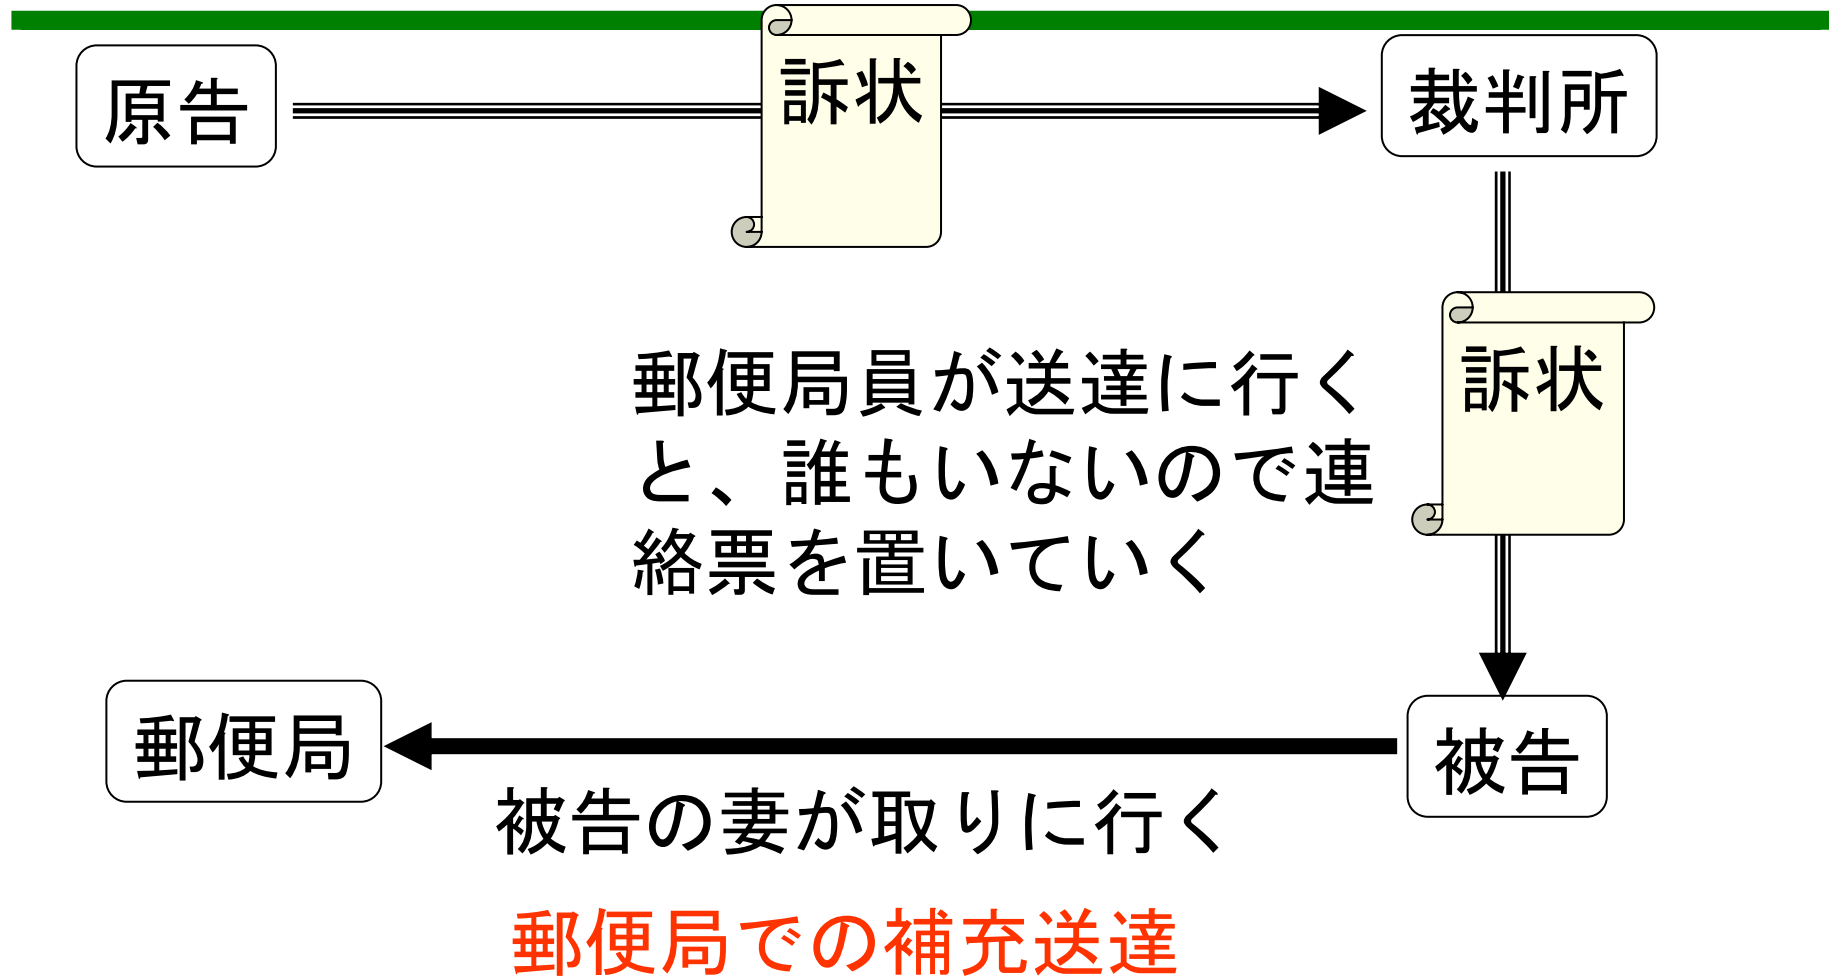 原告
訴状
裁判所
訴状
郵便局員が送達に行く
と、誰もいないので連
絡票を置いていく
郵便局
被告
被告の妻が取りに行く
郵便局での補充送達